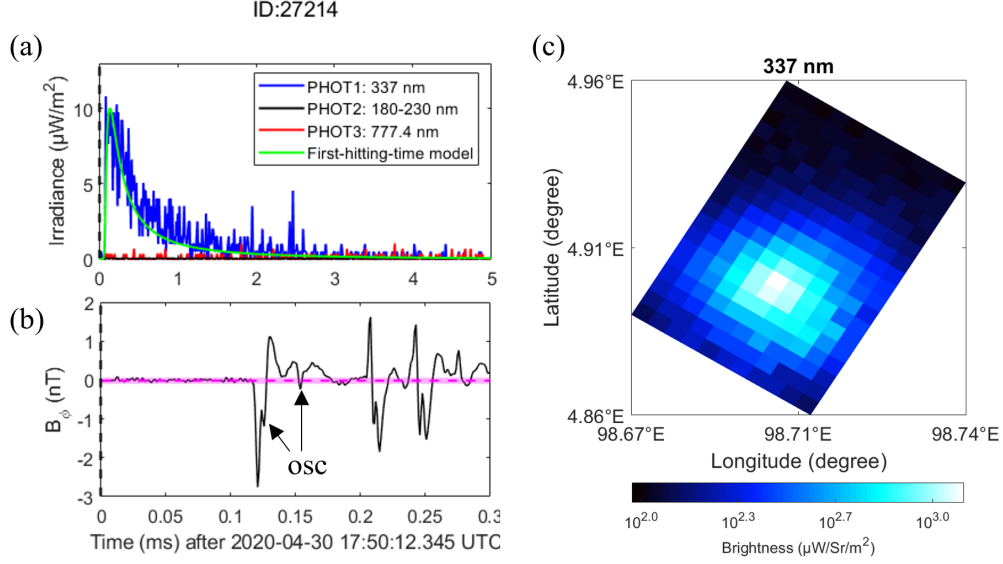 ID:27214
(a)
Irradiance (µW/m²)
10
5
0
PHOT1: 337 nm
PHOT2: 180-230 nm
PHOT3: 777.4 nm
First-hitting-time model
0 1 2 3 4 5
(b)
B_ϕ (nT)
2
1
0
-1
-2
-3
osc
0 0.05 0.1 0.15 0.2 0.25 0.3
Time (ms) after 2020-04-30 17:50:12.345 UTC
(c)
337 nm
Latitude (degree)
4.96°E
4.91°E
4.86°E
98.67°E 98.71°E 98.74°E
Longitude (degree)
10^2.0 10^2.3 10^2.7 10^3.0
Brightness (µW/Sr/m²)